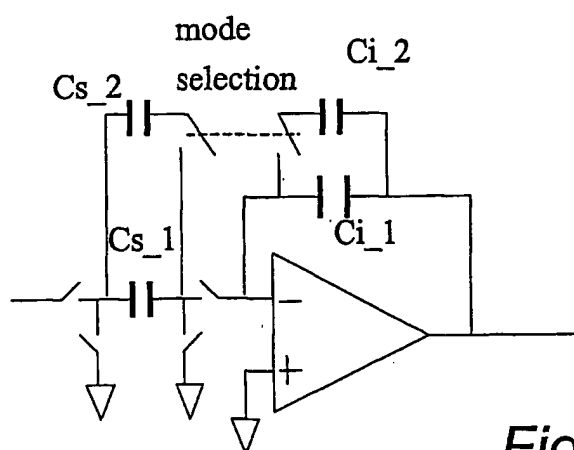 mode
selection
Cs_2
Ci_2
Cs_1
Ci_1
−
+